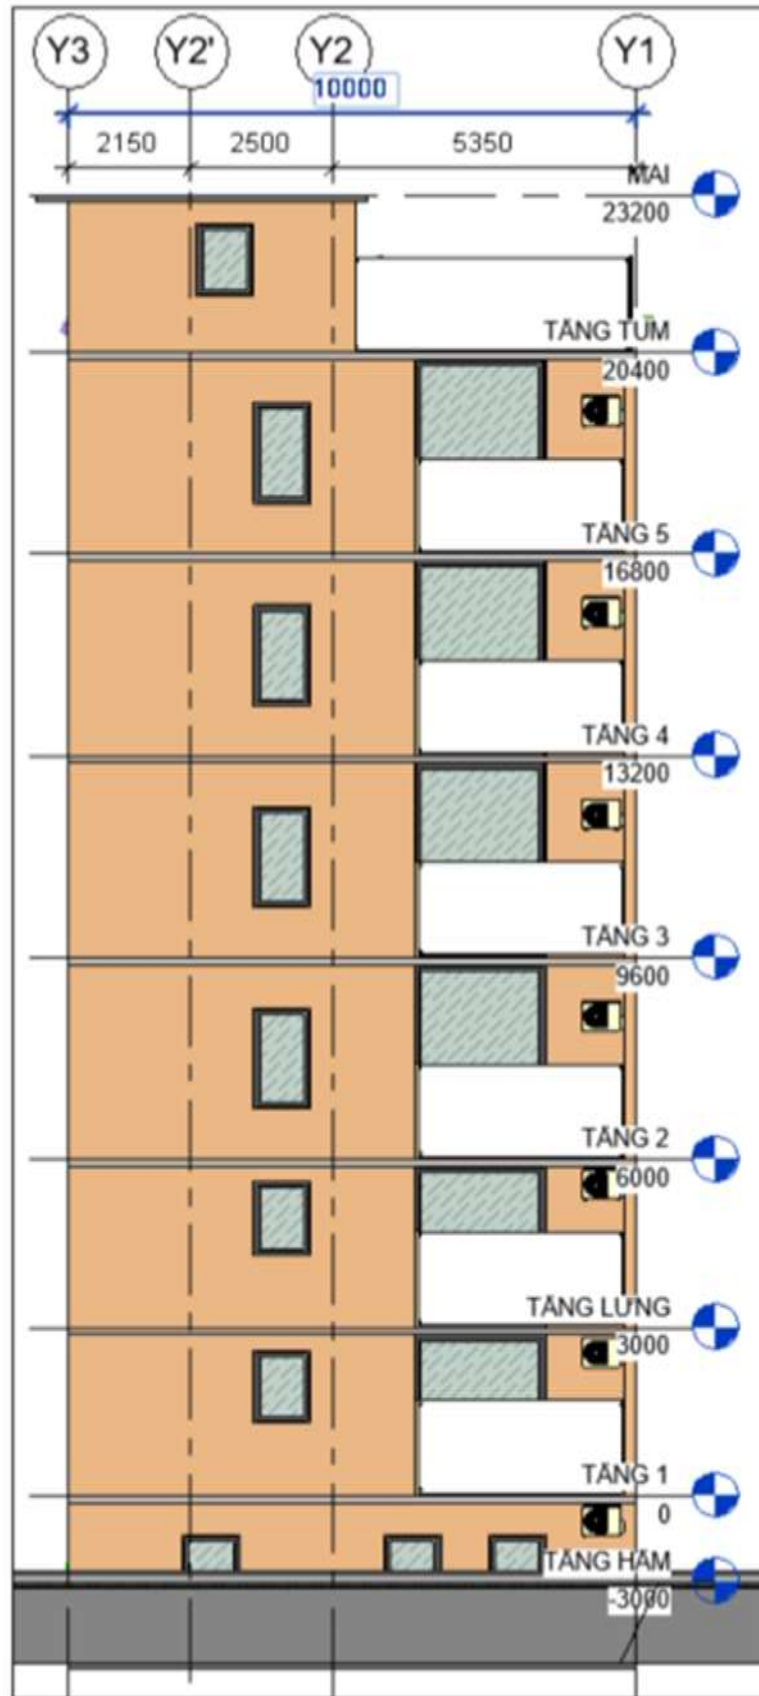 Y3 Y2' Y2 Y1
10000
2150 2500 5350
MAI
23200
TẦNG TUM
20400
TẦNG 5
16800
TẦNG 4
13200
TẦNG 3
9600
TẦNG 2
6000
TẦNG LỬNG
3000
TẦNG 1
0
TẦNG HẦM
-3000